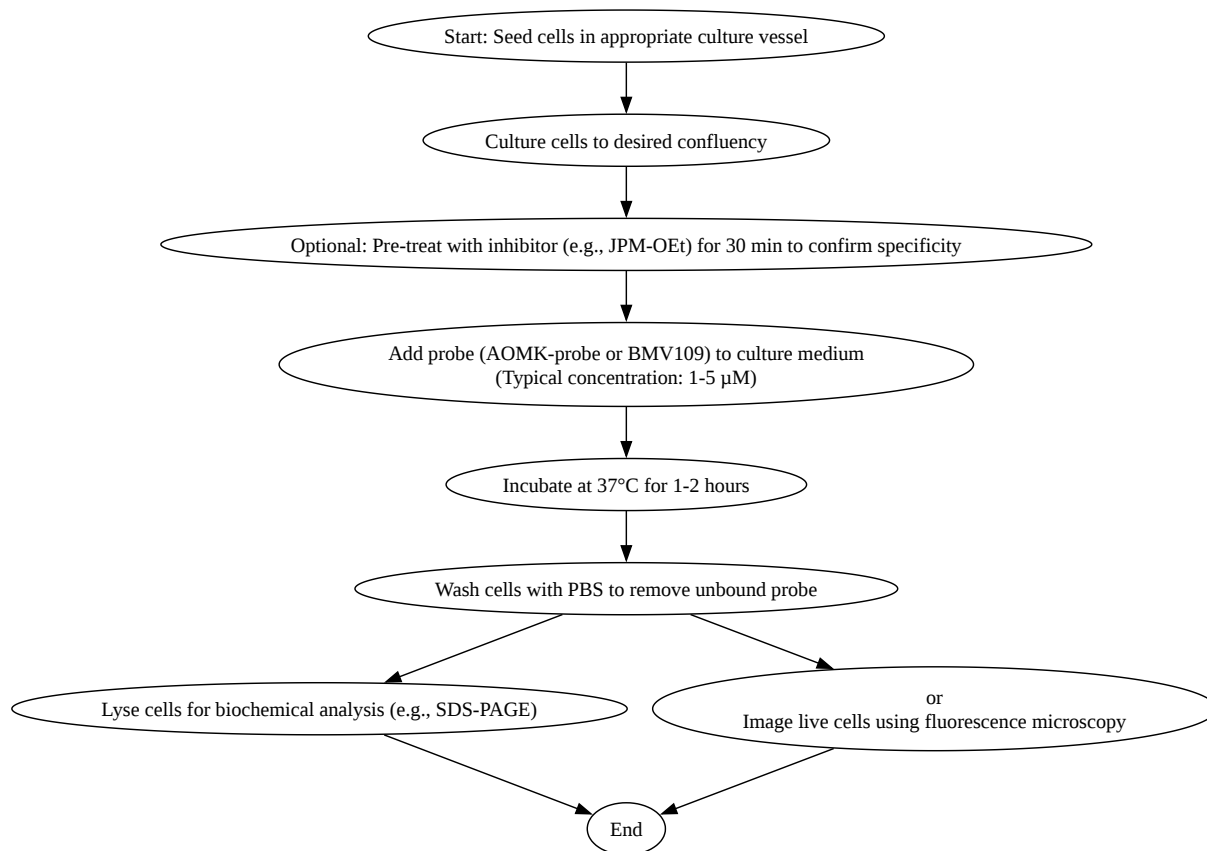 Start: Seed cells in appropriate culture vessel
Culture cells to desired confluency
Optional: Pre-treat with inhibitor (e.g., JPM-OEt) for 30 min to confirm specificity
Add probe (AOMK-probe or BMV109) to culture medium
(Typical concentration: 1-5 µM)
Incubate at 37°C for 1-2 hours
Wash cells with PBS to remove unbound probe
Lyse cells for biochemical analysis (e.g., SDS-PAGE)
or
Image live cells using fluorescence microscopy
End